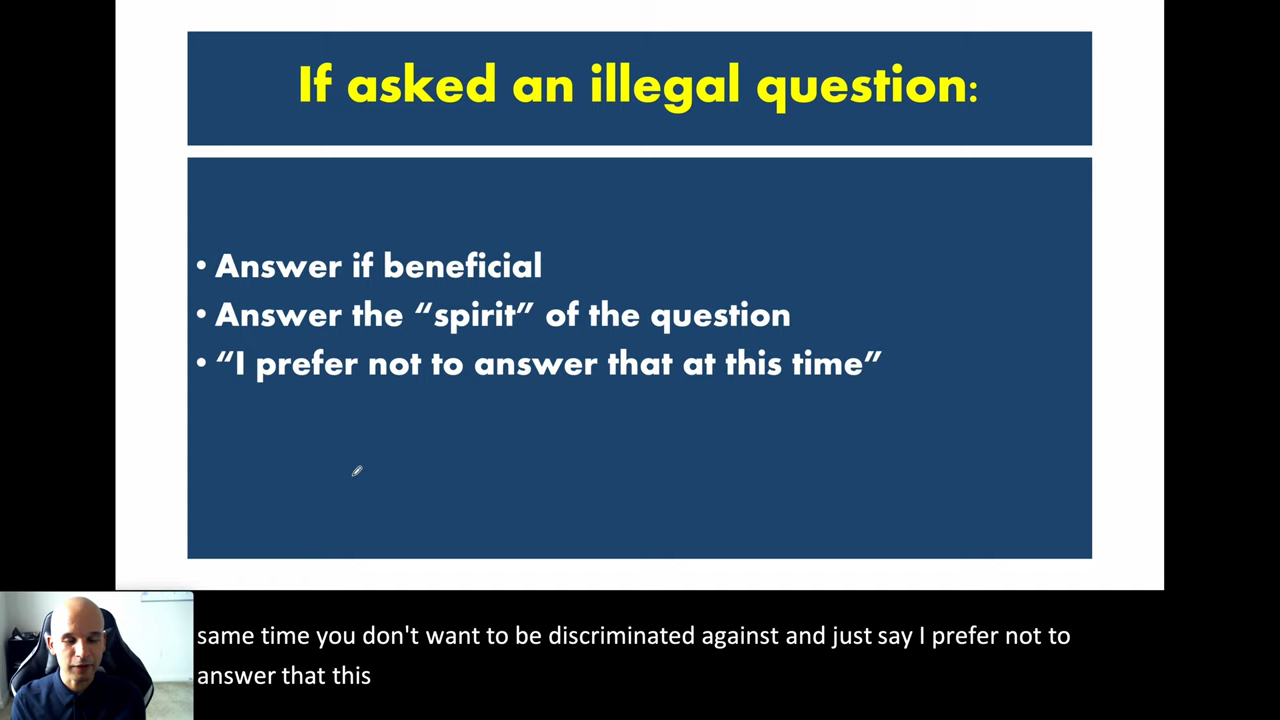 If asked an illegal question:
• Answer if beneficial
• Answer the “spirit” of the question
• “I prefer not to answer that at this time”
same time you don't want to be discriminated against and just say I prefer not to
answer that this